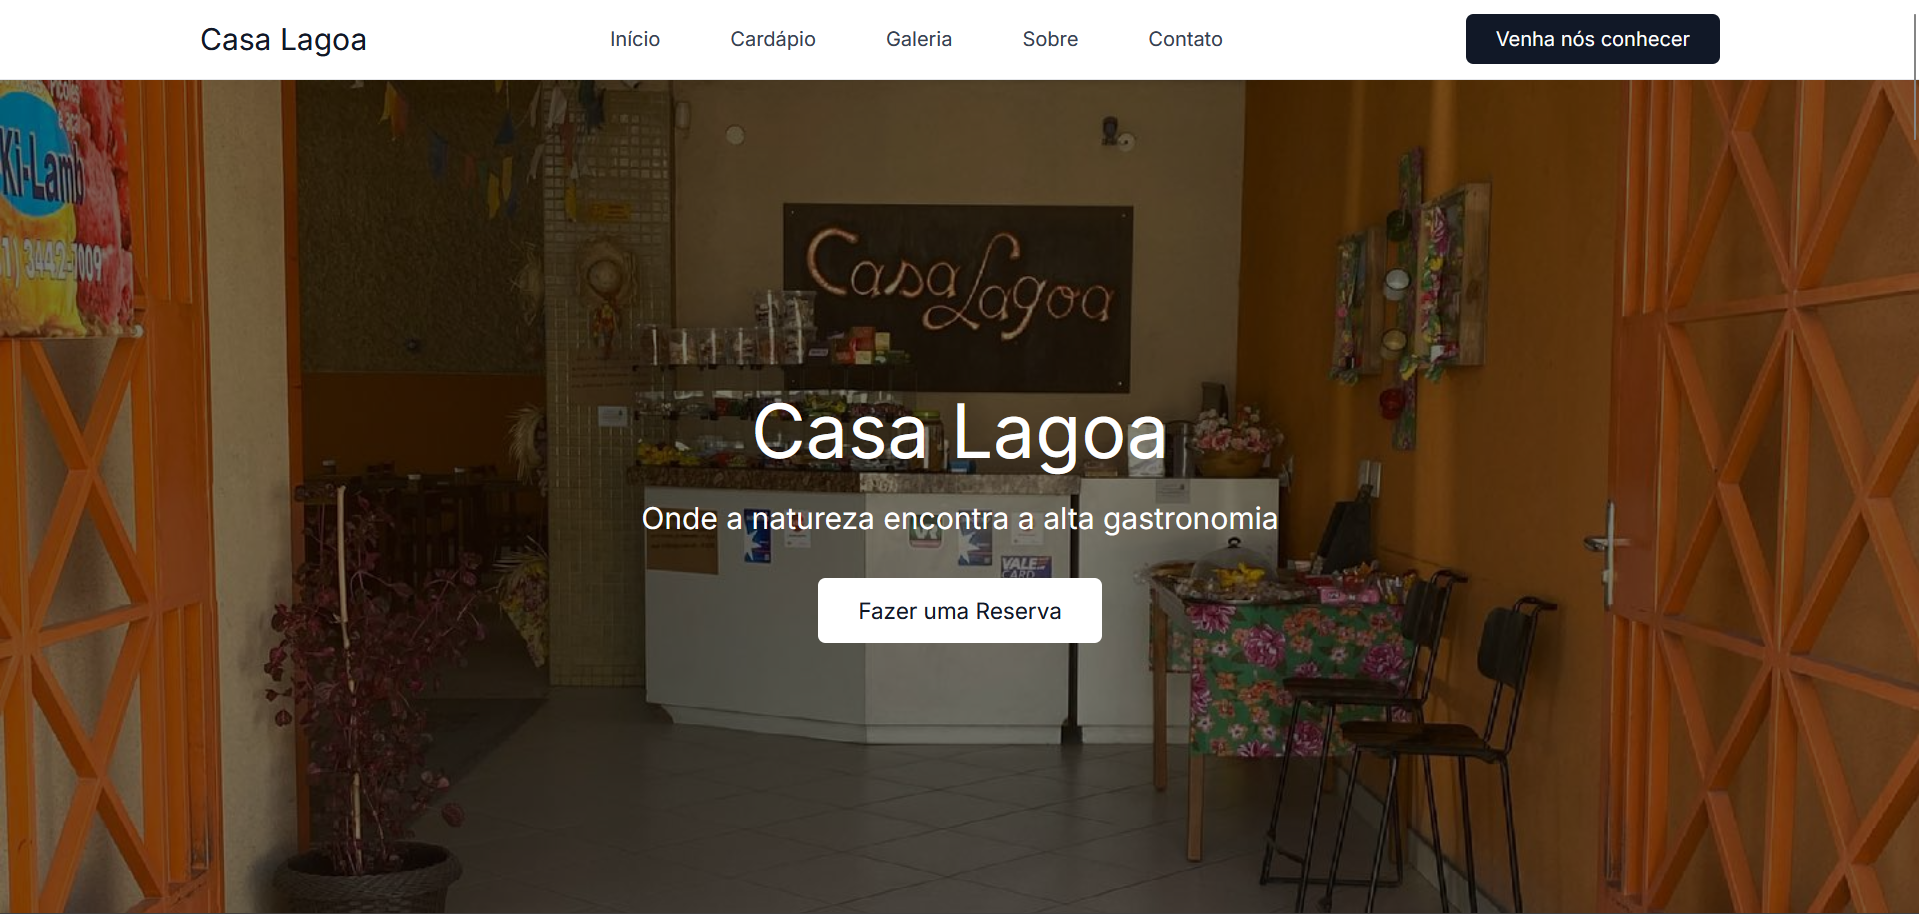 Casa Lagoa
Início
Cardápio
Galeria
Sobre
Contato
Venha nós conhecer
Ki-Lamb
3442-7009
Casa Lagoa
Casa Lagoa
Onde a natureza encontra a alta gastronomia
VALE
CARD
Fazer uma Reserva